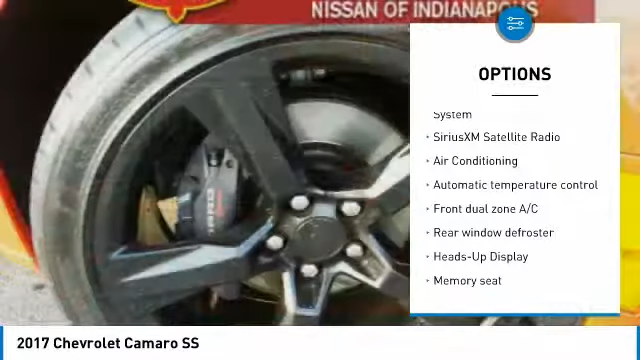 NISSAN OF INDIANAPOLIS
OPTIONS
System
SiriusXM Satellite Radio
Air Conditioning
Automatic temperature control
Front dual zone A/C
Rear window defroster
Heads-Up Display
Memory seat
2017 Chevrolet Camaro SS